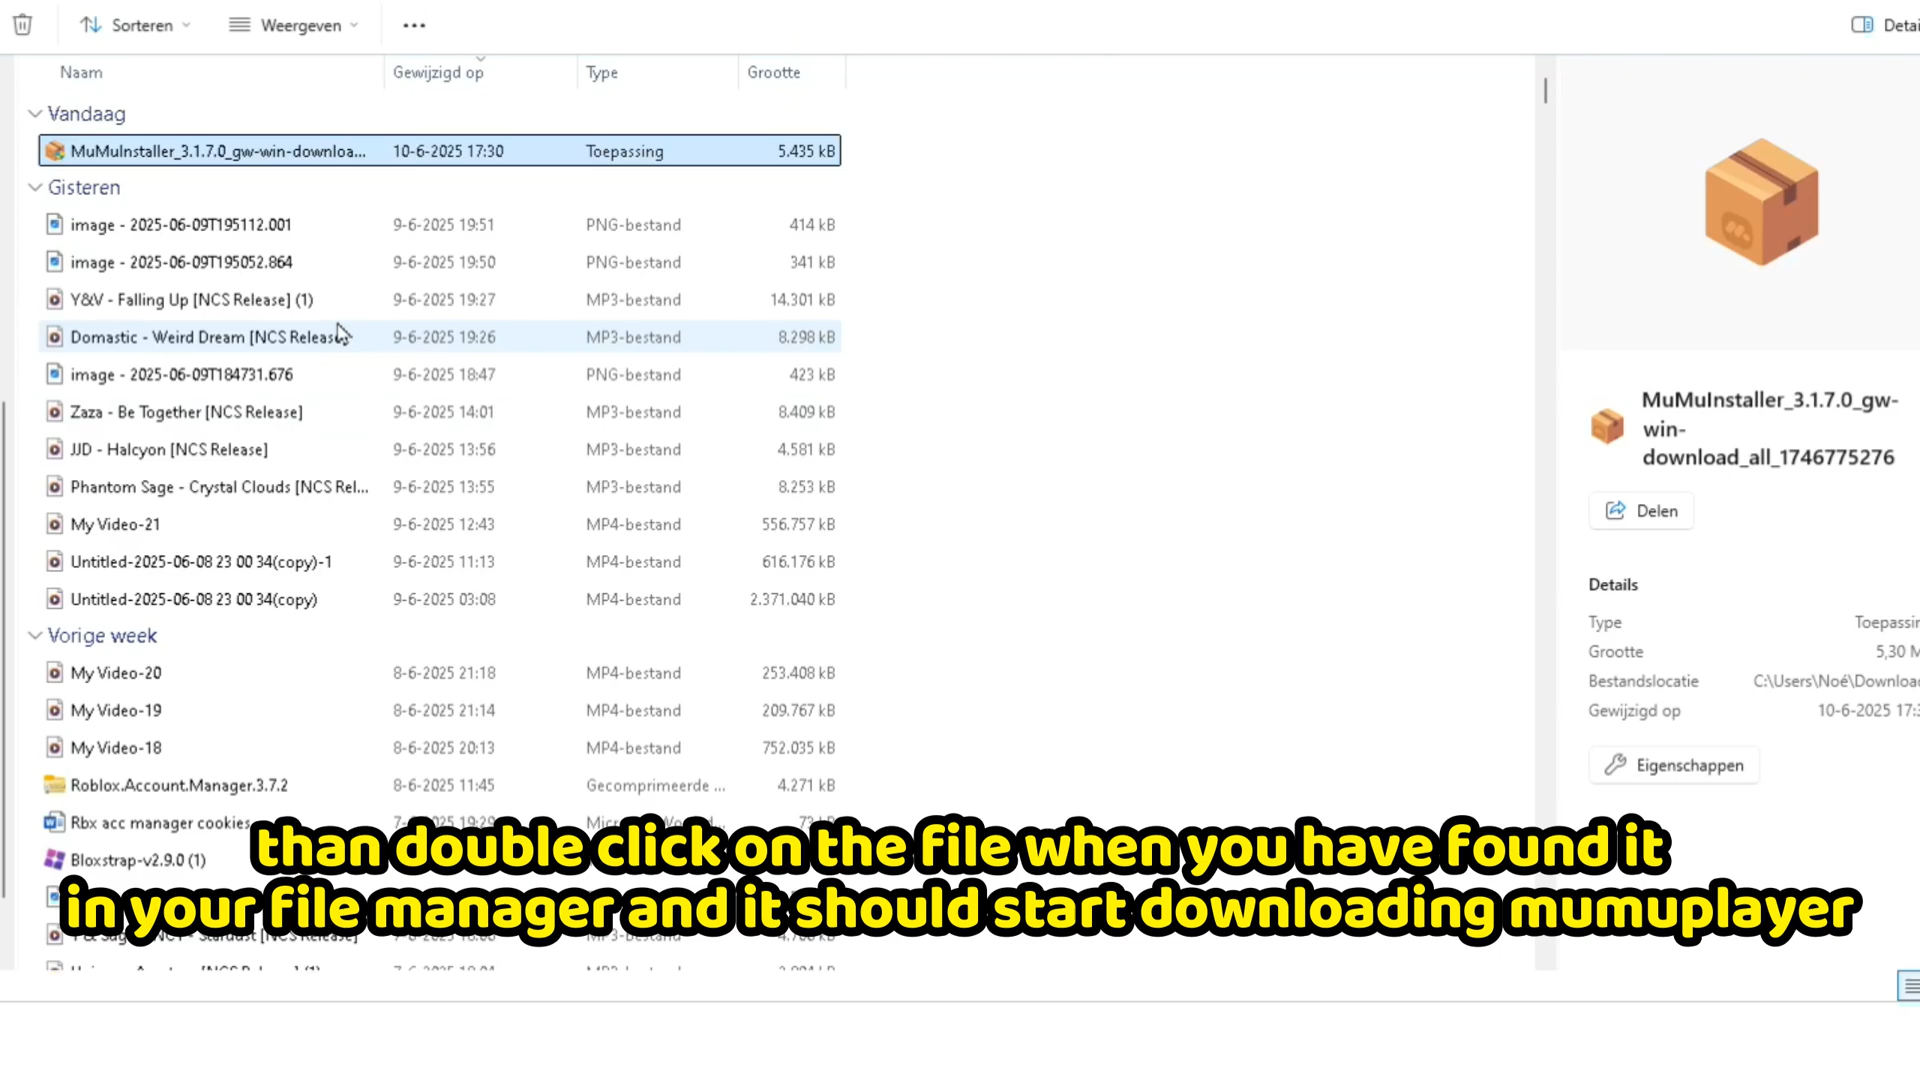 Sorteren Weergeven ... Detai
Naam Gewijzigd op Type Grootte
Vandaag
MuMuInstaller_3.1.7.0_gw-win-downloa... 10-6-2025 17:30 Toepassing 5.435 kB
Gisteren
image - 2025-06-09T195112.001 9-6-2025 19:51 PNG-bestand 414 kB
image - 2025-06-09T195052.864 9-6-2025 19:50 PNG-bestand 341 kB
Y&V - Falling Up [NCS Release] (1) 9-6-2025 19:27 MP3-bestand 14.301 kB
Domastic - Weird Dream [NCS Release] 9-6-2025 19:26 MP3-bestand 8.298 kB
image - 2025-06-09T184731.676 9-6-2025 18:47 PNG-bestand 423 kB
Zaza - Be Together [NCS Release] 9-6-2025 14:01 MP3-bestand 8.409 kB
JJD - Halcyon [NCS Release] 9-6-2025 13:56 MP3-bestand 4.581 kB
Phantom Sage - Crystal Clouds [NCS Rel... 9-6-2025 13:55 MP3-bestand 8.253 kB
My Video-21 9-6-2025 12:43 MP4-bestand 556.757 kB
Untitled-2025-06-08 23 00 34(copy)-1 9-6-2025 11:13 MP4-bestand 616.176 kB
Untitled-2025-06-08 23 00 34(copy) 9-6-2025 03:08 MP4-bestand 2.371.040 kB
Vorige week
My Video-20 8-6-2025 21:18 MP4-bestand 253.408 kB
My Video-19 8-6-2025 21:14 MP4-bestand 209.767 kB
My Video-18 8-6-2025 20:13 MP4-bestand 752.035 kB
Roblox.Account.Manager.3.7.2 8-6-2025 11:45 Gecomprimeerde ... 4.271 kB
Rbx acc manager cookies
Bloxstrap-v2.9.0 (1)
MuMuInstaller_3.1.7.0_gw-
win-
download_all_1746775276
Delen
Details
Type Toepassin
Grootte 5,30 M
Bestandslocatie C:\Users\Noé\Download
Gewijzigd op 10-6-2025 17:3
Eigenschappen
than double click on the file when you have found it
in your file manager and it should start downloading mumuplayer